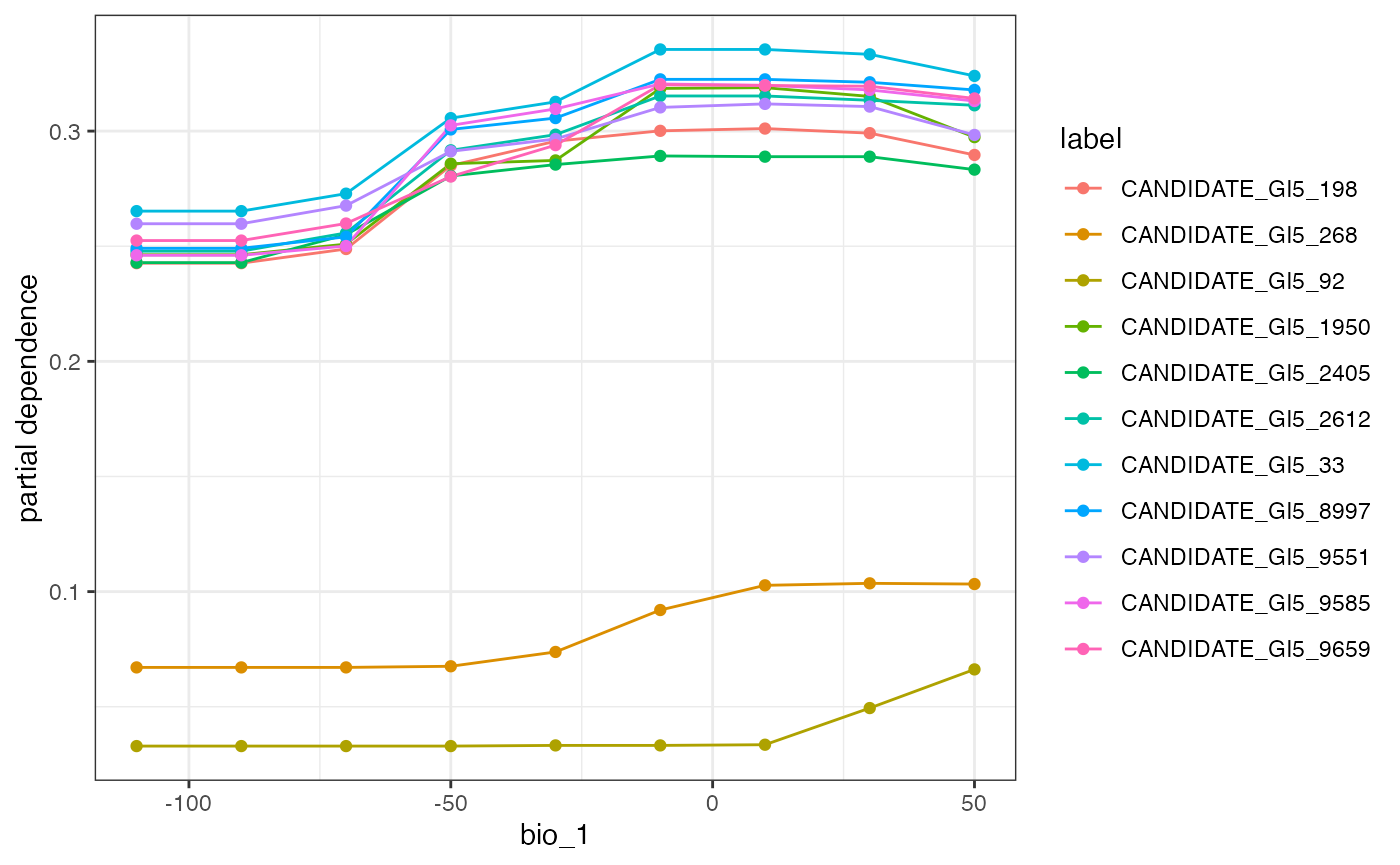 0.3
0.2
0.1
partial dependence
-100
-50
0
50
bio_1
label
CANDIDATE_GI5_198
CANDIDATE_GI5_268
CANDIDATE_GI5_92
CANDIDATE_GI5_1950
CANDIDATE_GI5_2405
CANDIDATE_GI5_2612
CANDIDATE_GI5_33
CANDIDATE_GI5_8997
CANDIDATE_GI5_9551
CANDIDATE_GI5_9585
CANDIDATE_GI5_9659